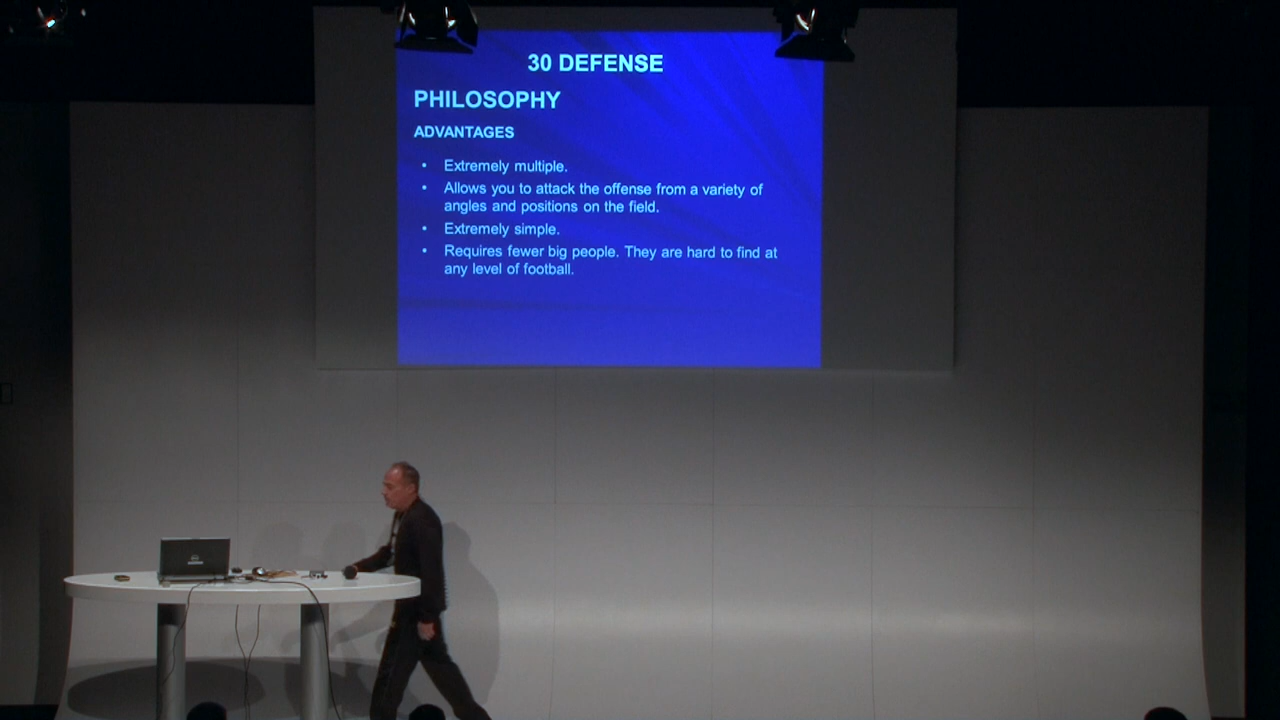 30 DEFENSE
PHILOSOPHY
ADVANTAGES
• Extremely multiple.
• Allows you to attack the offense from a variety of
angles and positions on the field.
• Extremely simple.
• Requires fewer big people. They are hard to find at
any level of football.